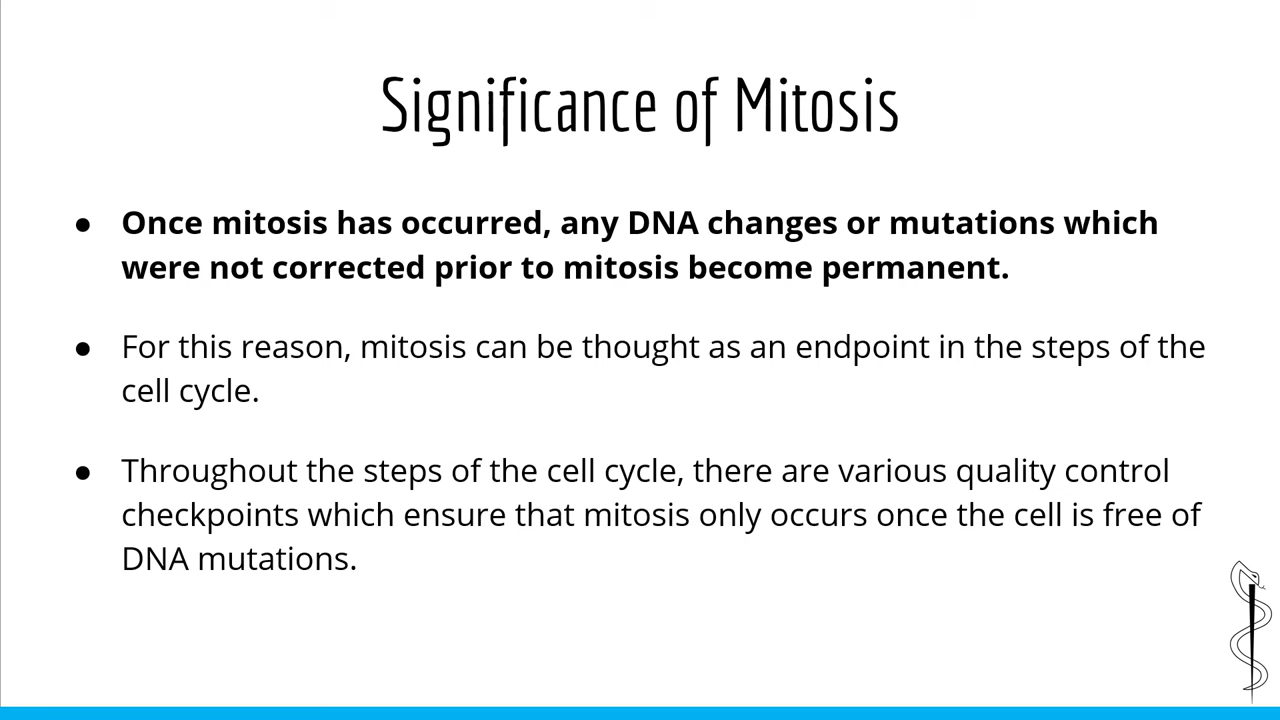 Significance of Mitosis
● Once mitosis has occurred, any DNA changes or mutations which
were not corrected prior to mitosis become permanent.
● For this reason, mitosis can be thought as an endpoint in the steps of the
cell cycle.
● Throughout the steps of the cell cycle, there are various quality control
checkpoints which ensure that mitosis only occurs once the cell is free of
DNA mutations.